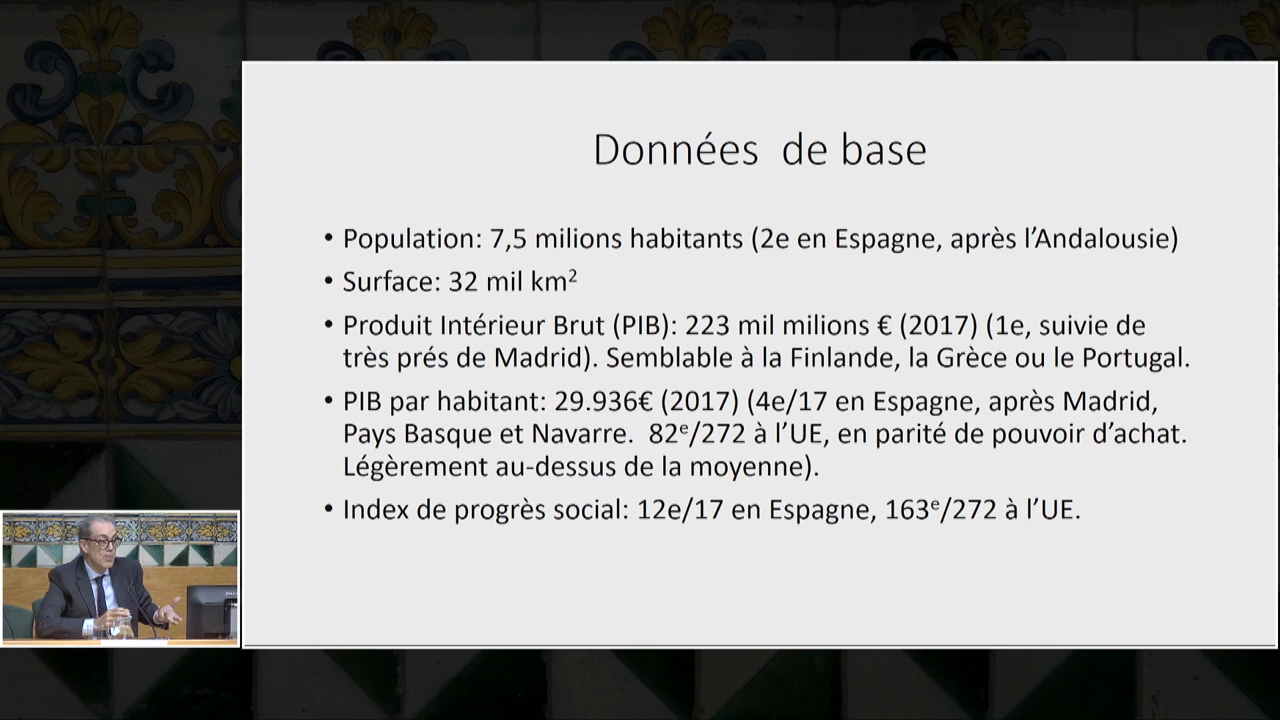 Données de base
• Population: 7,5 milions habitants (2e en Espagne, après l’Andalousie)
• Surface: 32 mil km²
• Produit Intérieur Brut (PIB): 223 mil milions € (2017) (1e, suivie de
très prés de Madrid). Semblable à la Finlande, la Grèce ou le Portugal.
• PIB par habitant: 29.936€ (2017) (4e/17 en Espagne, après Madrid,
Pays Basque et Navarre. 82ᵉ/272 à l’UE, en parité de pouvoir d’achat.
Légèrement au-dessus de la moyenne).
• Index de progrès social: 12e/17 en Espagne, 163ᵉ/272 à l’UE.